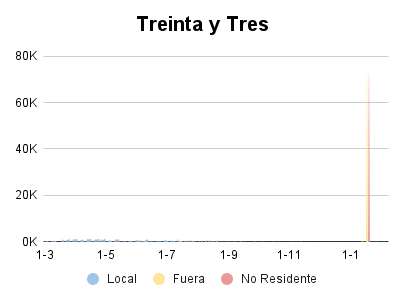 Treinta y Tres
80K
60K
40K
20K
0K
1-3 1-5 1-7 1-9 1-11 1-1
Local Fuera No Residente